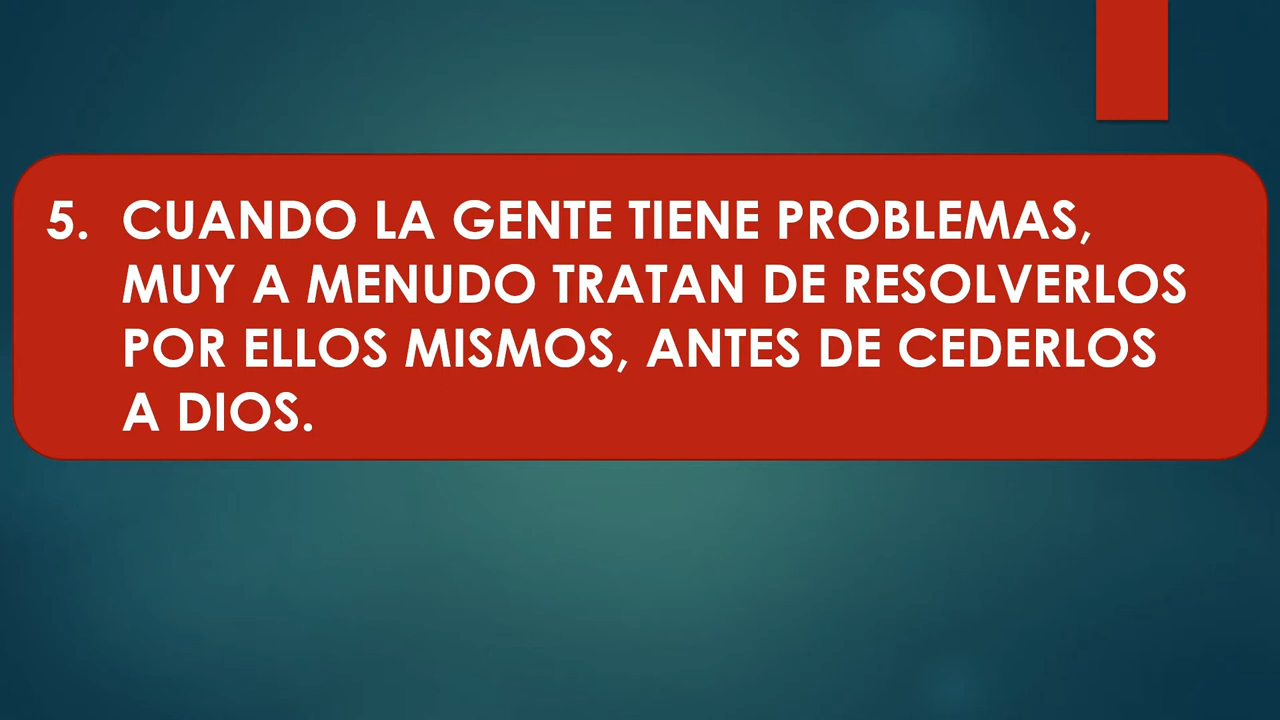 5. CUANDO LA GENTE TIENE PROBLEMAS,
MUY A MENUDO TRATAN DE RESOLVERLOS
POR ELLOS MISMOS, ANTES DE CEDERLOS
A DIOS.